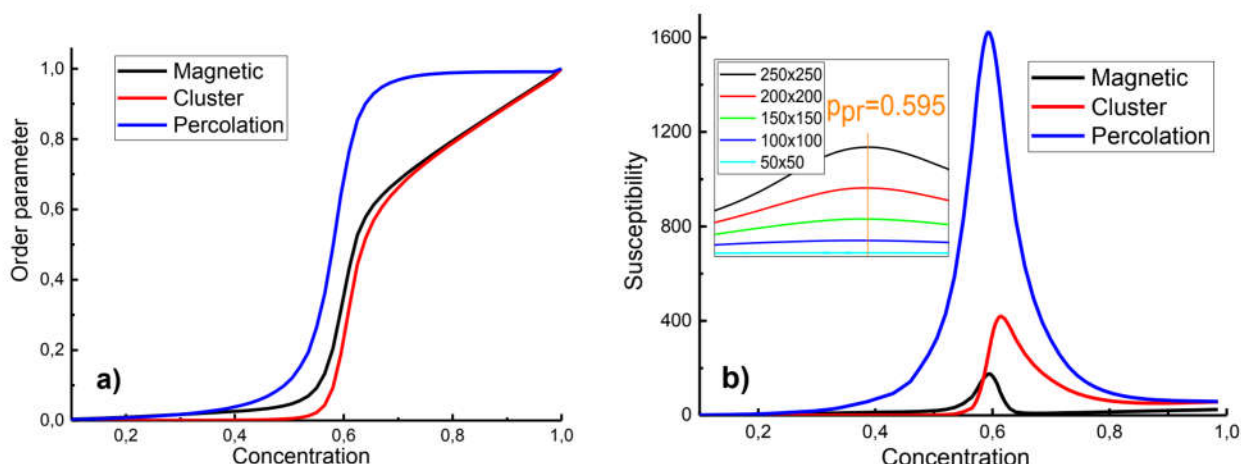 1,0
0,8
0,6
0,4
0,2
0,0
Order parameter
Magnetic
Cluster
Percolation
a)
0,2 0,4 0,6 0,8 1,0
Concentration
1600
1200
800
400
0
Susceptibility
250x250
200x200
150x150
100x100
50x50
ppr=0.595
Magnetic
Cluster
Percolation
b)
0,2 0,4 0,6 0,8 1,0
Concentration